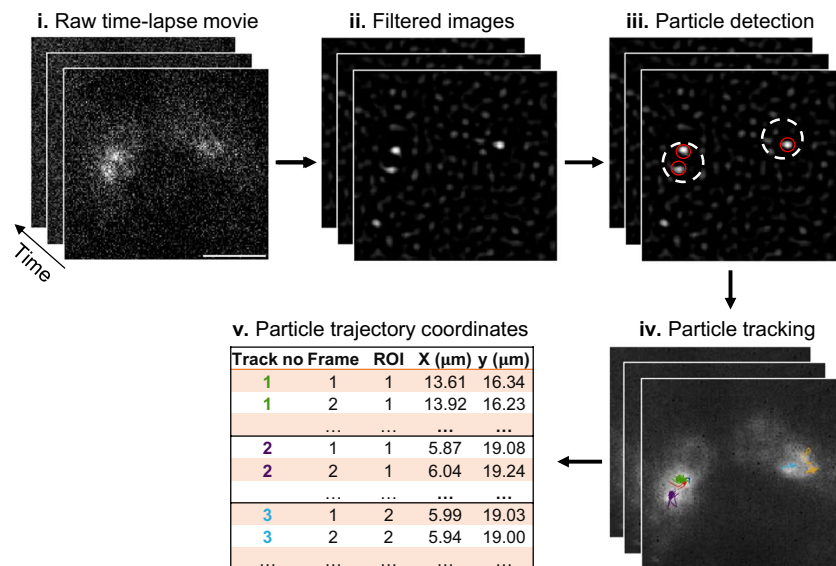 i. Raw time-lapse movie
ii. Filtered images
iii. Particle detection
Time
iv. Particle tracking
v. Particle trajectory coordinates
Track no Frame ROI X (μm) y (μm)
1 1 1 13.61 16.34
1 2 1 13.92 16.23
... ... ... ...
2 1 1 5.87 19.08
2 2 1 6.04 19.24
... ... ... ...
3 1 2 5.99 19.03
3 2 2 5.94 19.00
... ... ... ... ...